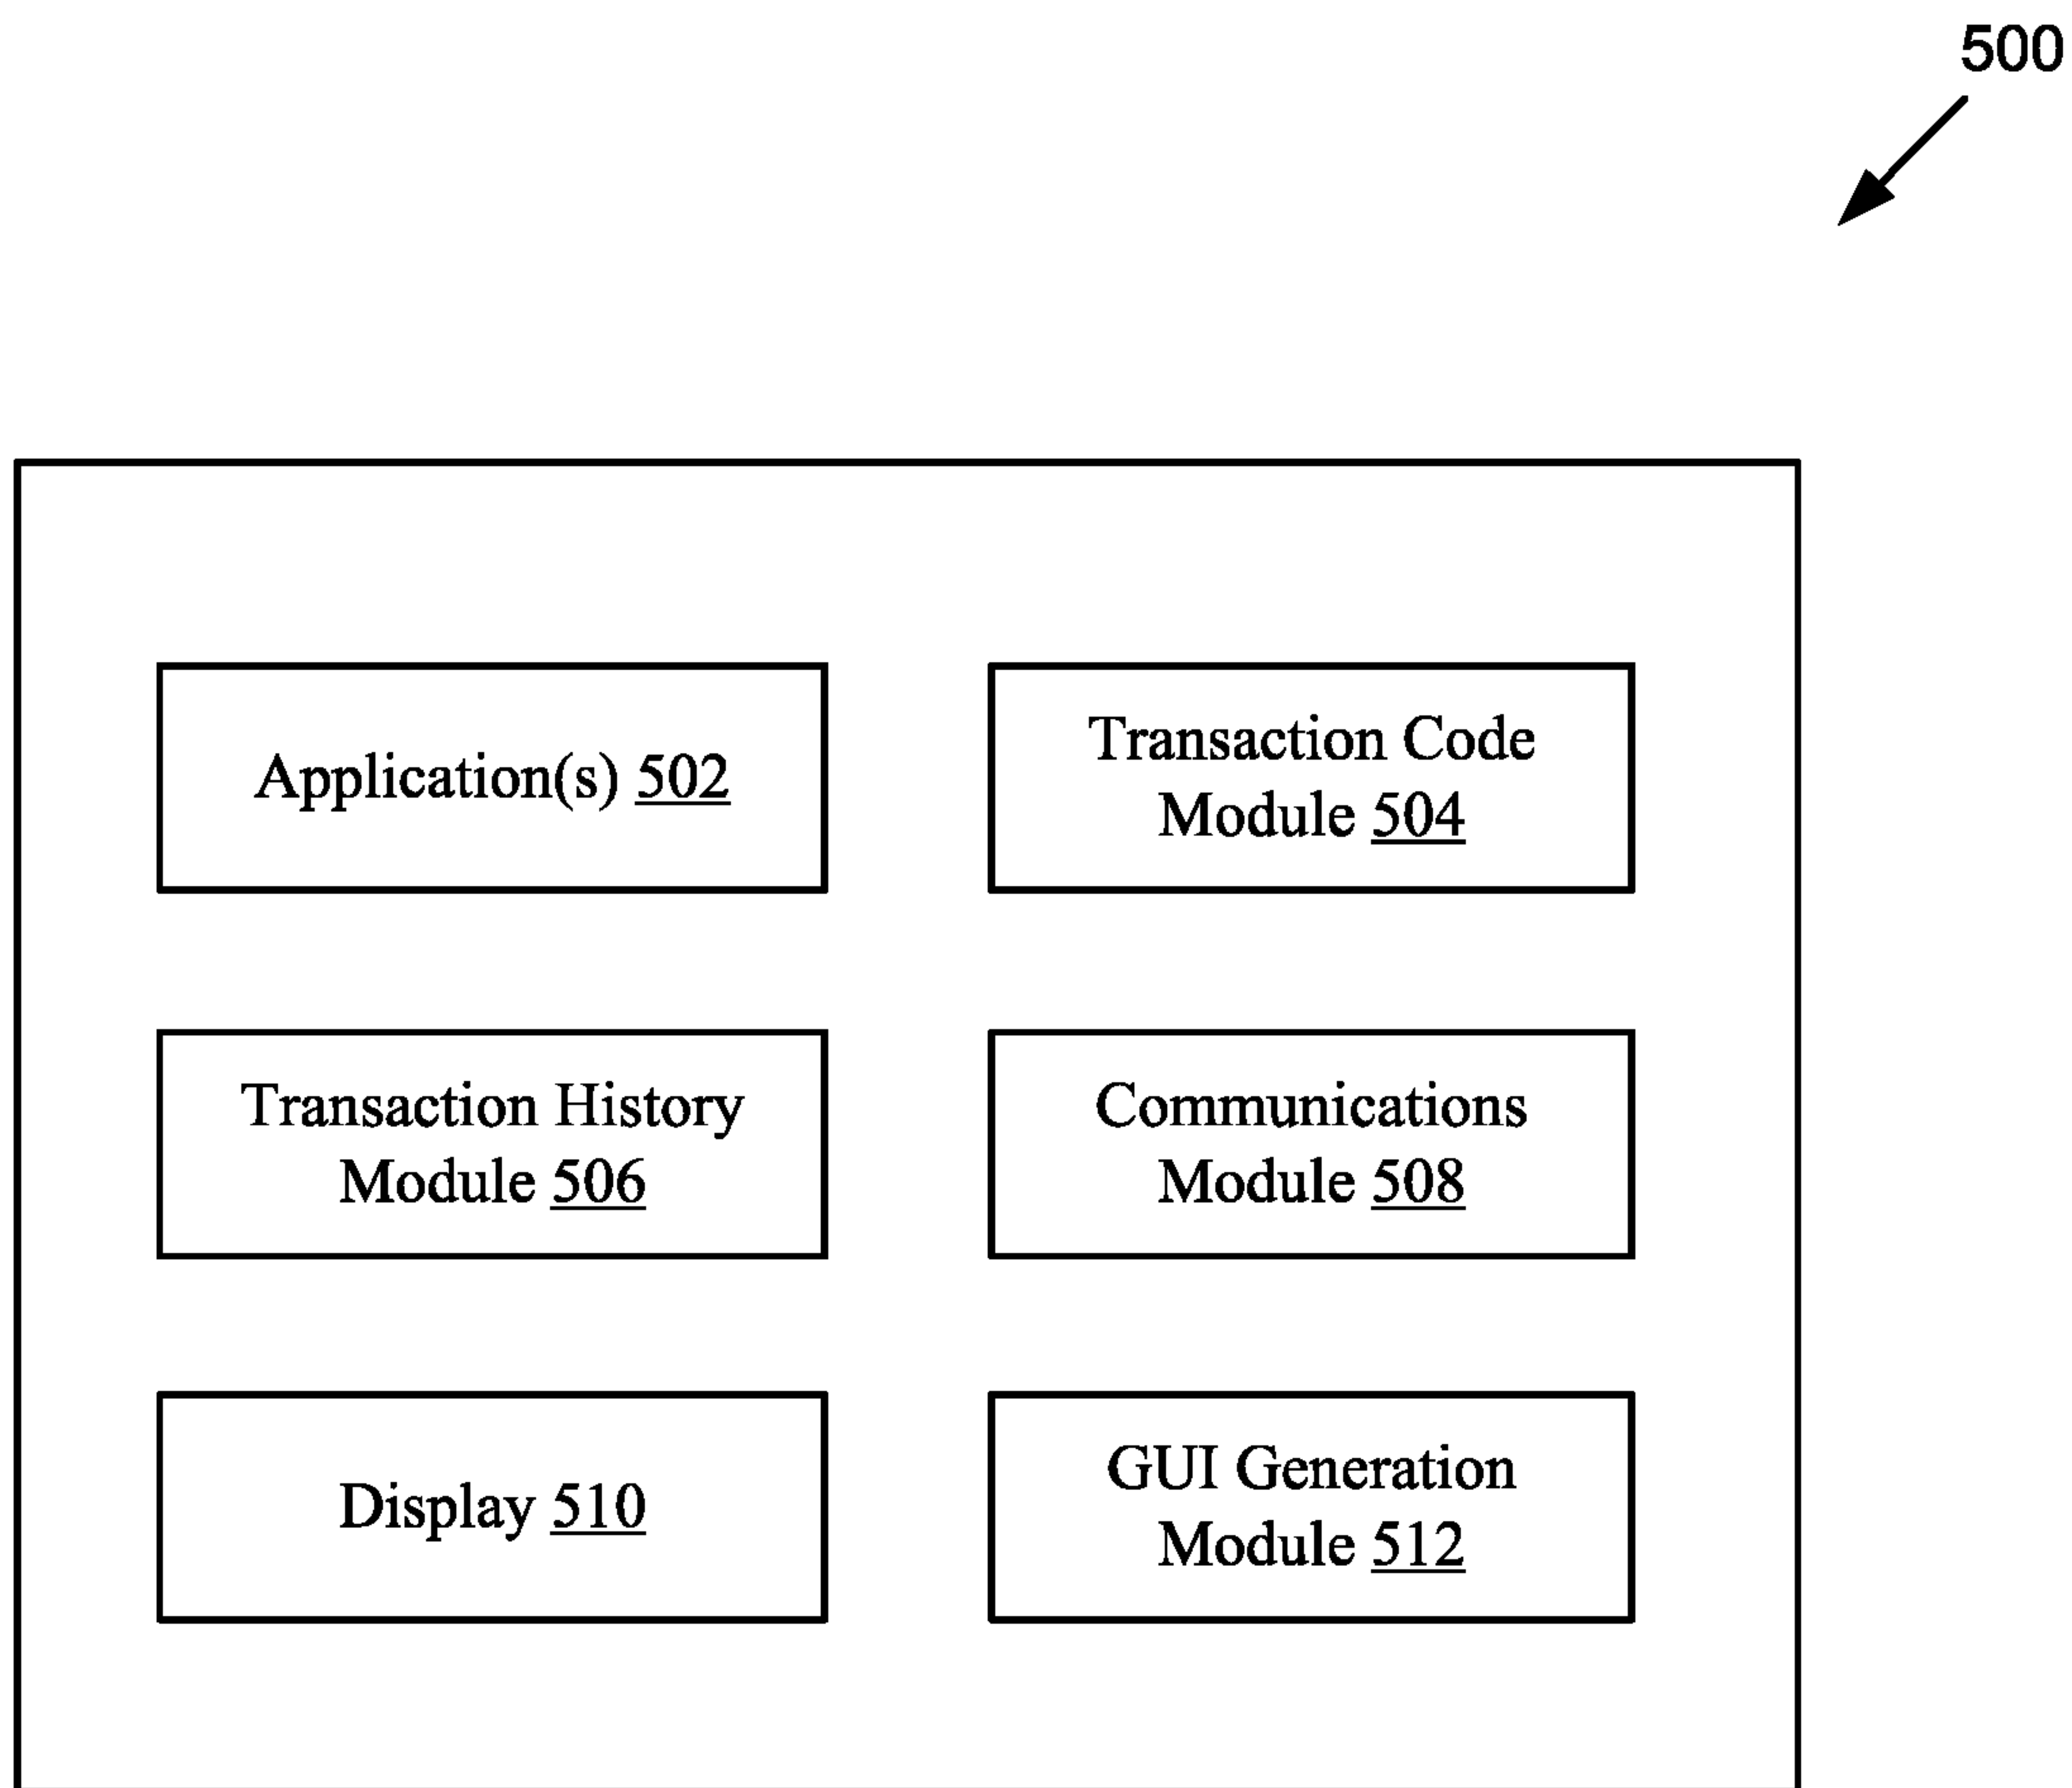 500
Application(s) 502
Transaction Code
Module 504
Transaction History
Module 506
Communications
Module 508
Display 510
GUI Generation
Module 512